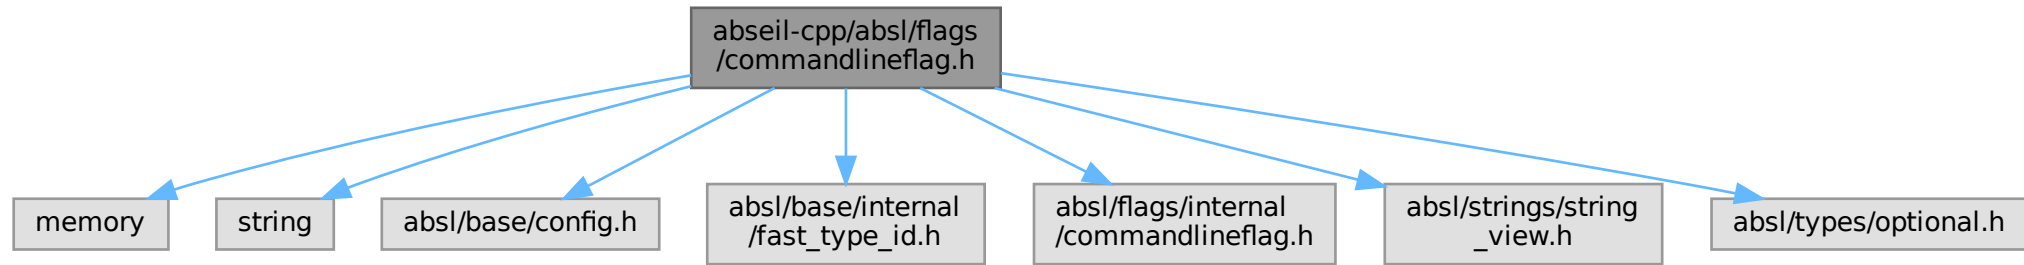 abseil-cpp/absl/flags
/commandlineflag.h
memory
string
absl/base/config.h
absl/base/internal
/fast_type_id.h
absl/flags/internal
/commandlineflag.h
absl/strings/string
_view.h
absl/types/optional.h